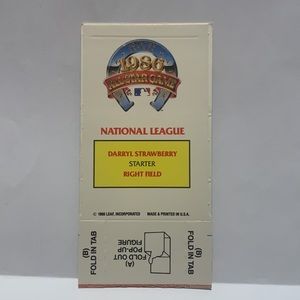 1986
ALL-STAR GAME
NATIONAL LEAGUE
DARRYL STRAWBERRY
STARTER
RIGHT FIELD
© 1986 LEAF, INCORPORATED MADE & PRINTED IN U.S.A.
(B)
FOLD IN TAB
(A)
FOLD OUT
POP-UP
FIGURE
(B)
FOLD IN TAB